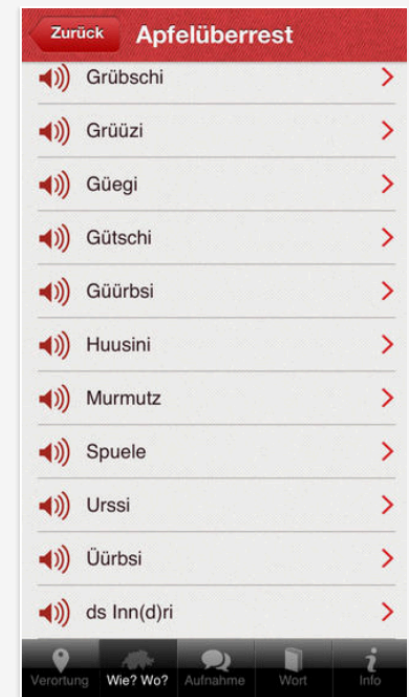 Zurück
Apfelüberrest
Grübschi
Grüüzi
Güegi
Gütschi
Güürbsi
Huusini
Murmutz
Spuele
Urssi
Üürbsi
ds Inn(d)ri
Verortung
Wie? Wo?
Aufnahme
Wort
Info